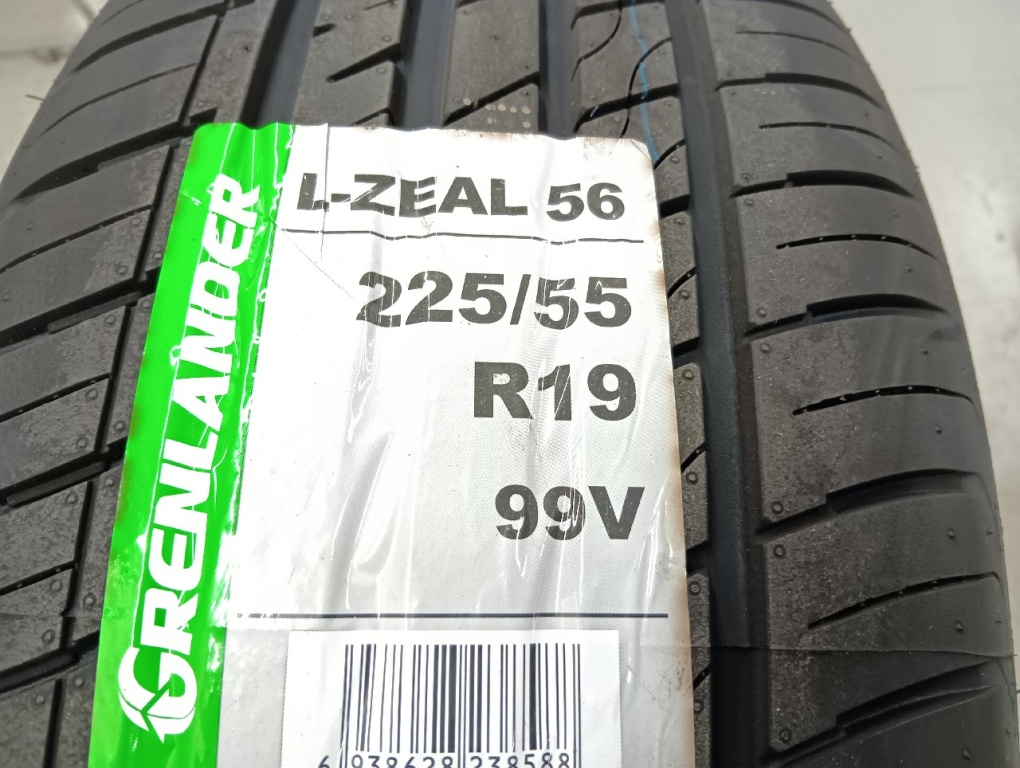 GRENLANDER
L-ZEAL 56
225/55
R19
99V
6 938628 238588